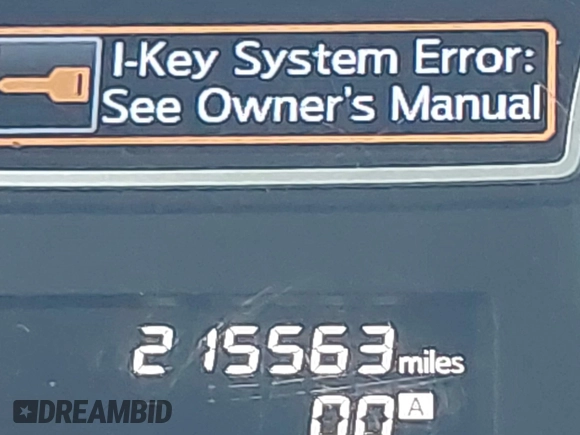 I-Key System Error:
See Owner's Manual
215563 miles
A
DREAMBID